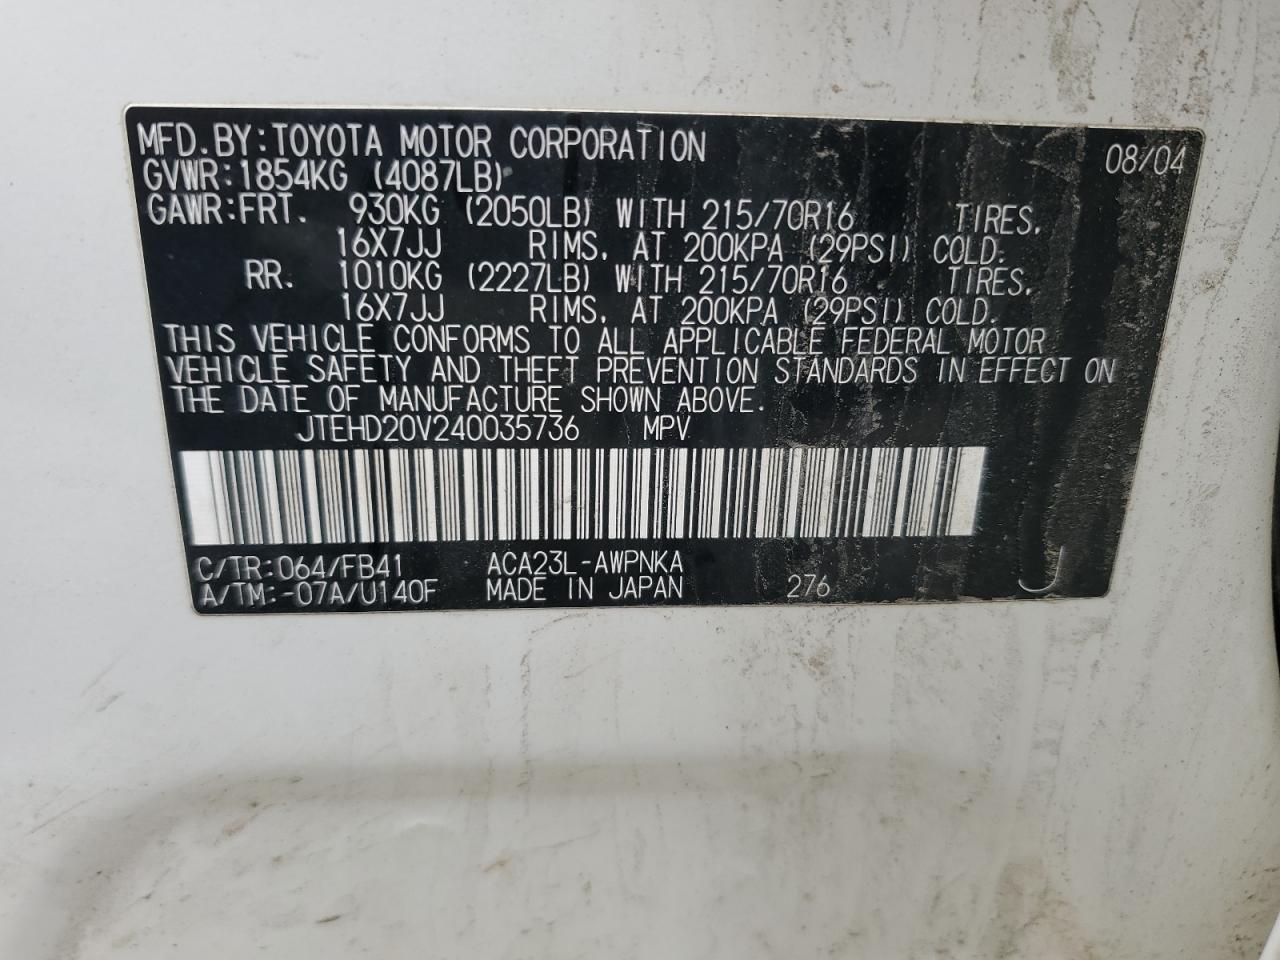 MFD. BY: TOYOTA MOTOR CORPORATION 08/04
GVWR: 1854KG (4087LB)
GAWR: FRT. 930KG (2050LB) WITH 215/70R16 TIRES,
16X7JJ RIMS, AT 200KPA (29PSI) COLD.
RR. 1010KG (2227LB) WITH 215/70R16 TIRES,
16X7JJ RIMS, AT 200KPA (29PSI) COLD.
THIS VEHICLE CONFORMS TO ALL APPLICABLE FEDERAL MOTOR
VEHICLE SAFETY AND THEFT PREVENTION STANDARDS IN EFFECT ON
THE DATE OF MANUFACTURE SHOWN ABOVE.
JTEHD20V240035736 MPV
C/TR: 064/FB41 ACA23L-AWPNKA
A/TM: -07A/U140F MADE IN JAPAN 276 J